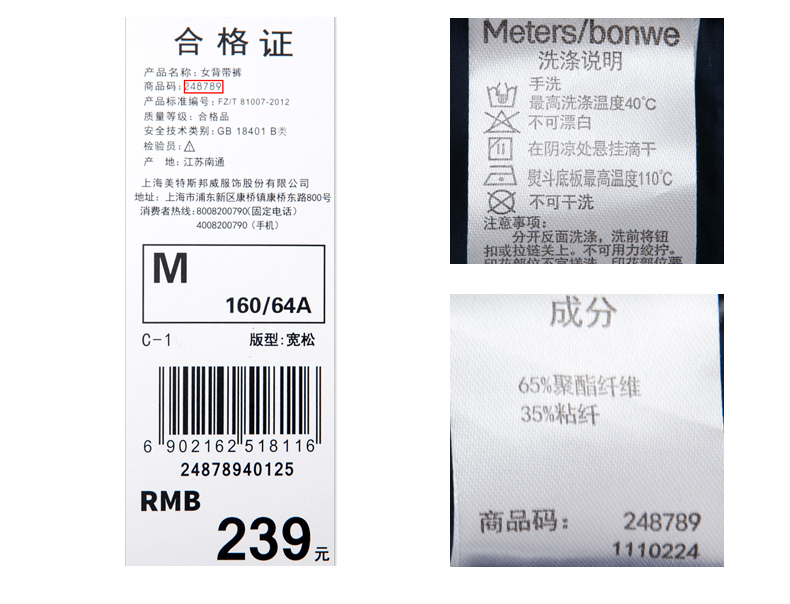 合格证
产品名称: 女背带裤
商品码: 248789
产品标准编号: FZ/T 81007-2012
质量等级: 合格品
安全技术类别: GB 18401 B类
检验员:
产 地: 江苏南通
上海美特斯邦威服饰股份有限公司
地址: 上海市浦东新区康桥镇康桥东路800号
消费者热线: 8008200790(固定电话)
4008200790 (手机)
M
160/64A
C-1 版型: 宽松
6 902162 518116
24878940125
RMB
239元
Meters/bonwe
洗涤说明
手洗
最高洗涤温度40℃
不可漂白
在阴凉处悬挂滴干
熨斗底板最高温度110℃
不可干洗
注意事项:
分开反面洗涤, 洗前将钮
扣或拉链关上。不可用力绞拧。
成分
65%聚酯纤维
35%粘纤
商品码: 248789
1110224